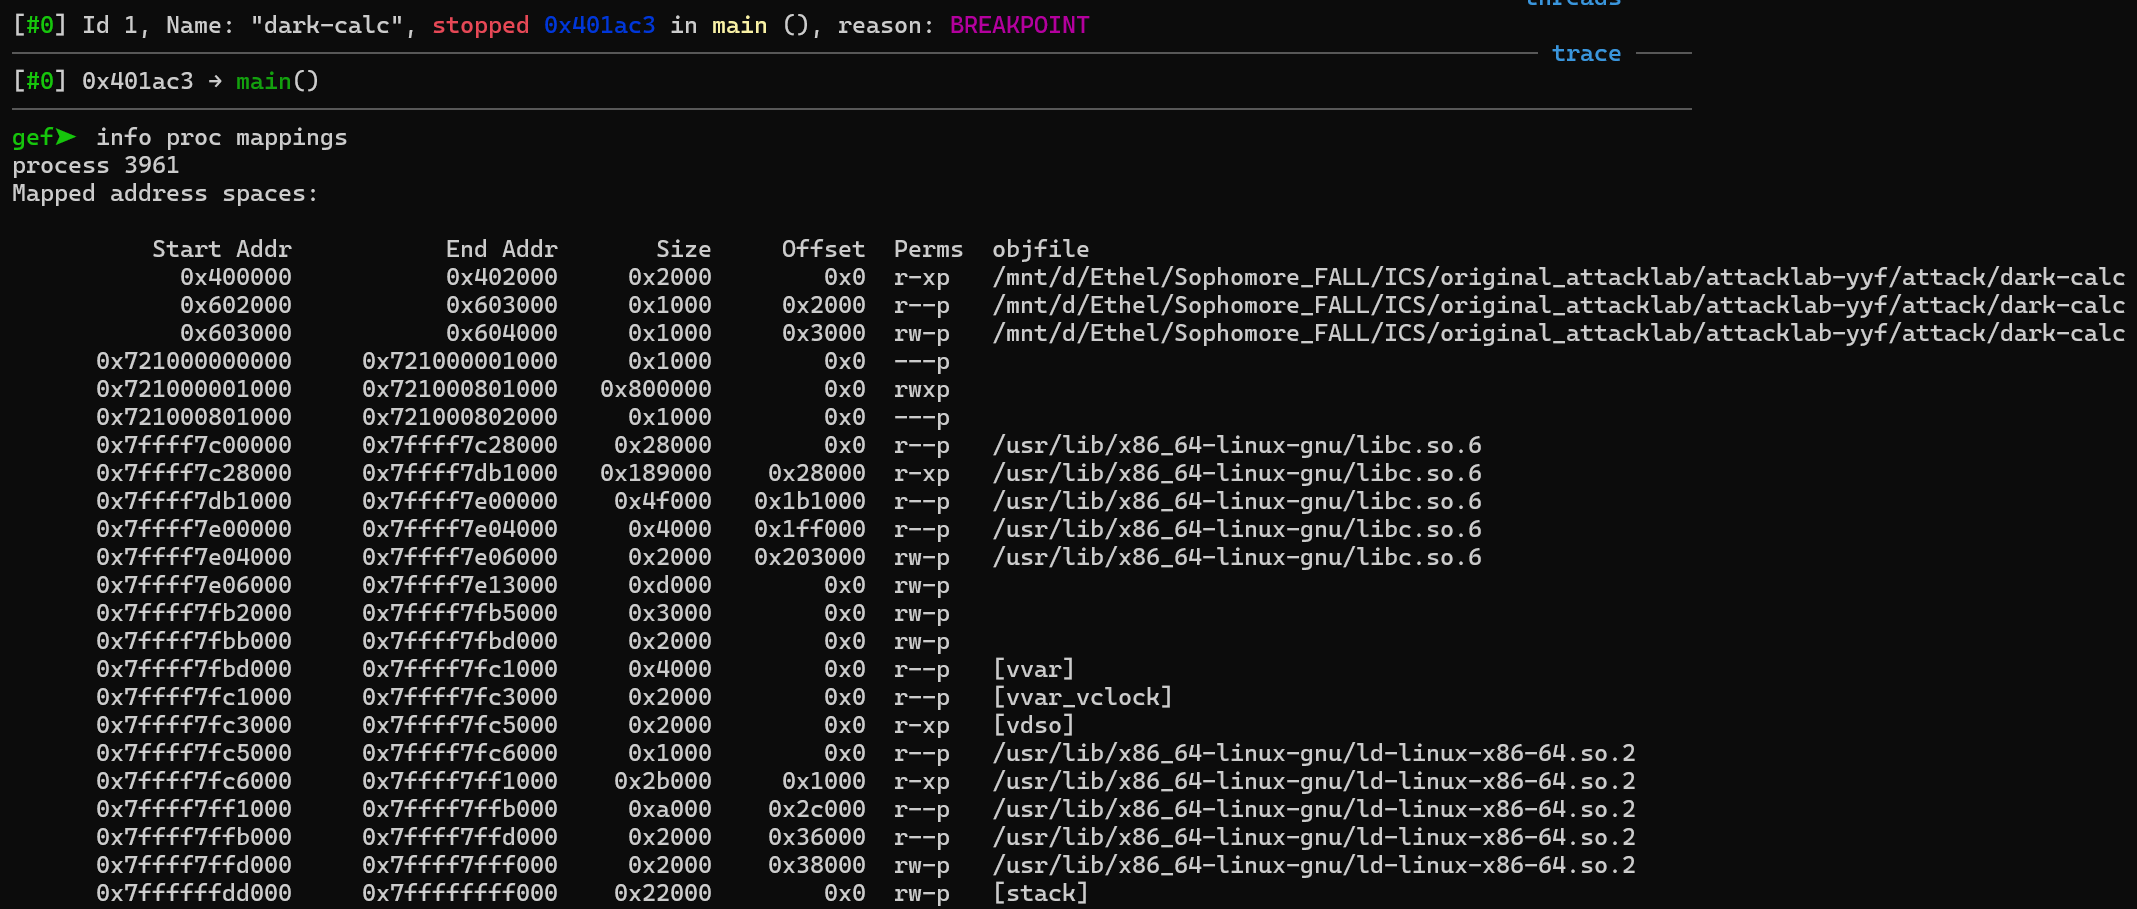 threads
[#0] Id 1, Name: "dark-calc", stopped 0x401ac3 in main (), reason: BREAKPOINT
trace
[#0] 0x401ac3 → main()
gef➤  info proc mappings
process 3961
Mapped address spaces:
Start Addr           End Addr       Size     Offset  Perms  objfile
0x400000           0x402000     0x2000        0x0  r-xp   /mnt/d/Ethel/Sophomore_FALL/ICS/original_attacklab/attacklab-yyf/attack/dark-calc
0x602000           0x603000     0x1000     0x2000  r--p   /mnt/d/Ethel/Sophomore_FALL/ICS/original_attacklab/attacklab-yyf/attack/dark-calc
0x603000           0x604000     0x1000     0x3000  rw-p   /mnt/d/Ethel/Sophomore_FALL/ICS/original_attacklab/attacklab-yyf/attack/dark-calc
0x721000000000     0x721000001000     0x1000        0x0  ---p
0x721000001000     0x721000801000   0x800000        0x0  rwxp
0x721000801000     0x721000802000     0x1000        0x0  ---p
0x7ffff7c00000     0x7ffff7c28000    0x28000        0x0  r--p   /usr/lib/x86_64-linux-gnu/libc.so.6
0x7ffff7c28000     0x7ffff7db1000   0x189000    0x28000  r-xp   /usr/lib/x86_64-linux-gnu/libc.so.6
0x7ffff7db1000     0x7ffff7e00000    0x4f000   0x1b1000  r--p   /usr/lib/x86_64-linux-gnu/libc.so.6
0x7ffff7e00000     0x7ffff7e04000     0x4000   0x1ff000  r--p   /usr/lib/x86_64-linux-gnu/libc.so.6
0x7ffff7e04000     0x7ffff7e06000     0x2000   0x203000  rw-p   /usr/lib/x86_64-linux-gnu/libc.so.6
0x7ffff7e06000     0x7ffff7e13000     0xd000        0x0  rw-p
0x7ffff7fb2000     0x7ffff7fb5000     0x3000        0x0  rw-p
0x7ffff7fbb000     0x7ffff7fbd000     0x2000        0x0  rw-p
0x7ffff7fbd000     0x7ffff7fc1000     0x4000        0x0  r--p   [vvar]
0x7ffff7fc1000     0x7ffff7fc3000     0x2000        0x0  r--p   [vvar_vclock]
0x7ffff7fc3000     0x7ffff7fc5000     0x2000        0x0  r-xp   [vdso]
0x7ffff7fc5000     0x7ffff7fc6000     0x1000        0x0  r--p   /usr/lib/x86_64-linux-gnu/ld-linux-x86-64.so.2
0x7ffff7fc6000     0x7ffff7ff1000    0x2b000     0x1000  r-xp   /usr/lib/x86_64-linux-gnu/ld-linux-x86-64.so.2
0x7ffff7ff1000     0x7ffff7ffb000     0xa000    0x2c000  r--p   /usr/lib/x86_64-linux-gnu/ld-linux-x86-64.so.2
0x7ffff7ffb000     0x7ffff7ffd000     0x2000    0x36000  r--p   /usr/lib/x86_64-linux-gnu/ld-linux-x86-64.so.2
0x7ffff7ffd000     0x7ffff7fff000     0x2000    0x38000  rw-p   /usr/lib/x86_64-linux-gnu/ld-linux-x86-64.so.2
0x7ffffffdd000     0x7ffffffff000    0x22000        0x0  rw-p   [stack]